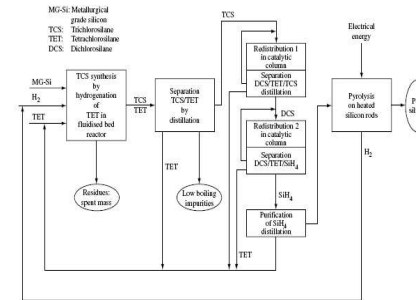 MG-Si: Metallurgical
grade silicon
TCS: Trichlorosilane
TET: Tetrachlorosilane
DCS: Dichlorosilane
MG-Si
H2
TET
TCS synthesis
by
hydrogenation
of
TET in
fluidised bed
reactor
TCS
TET
Separation
TCS/TET
by
distillation
TCS
Redistribution 1
in catalytic
column
Separation
DCS/TET/TCS
distillation
DCS
Redistribution 2
in catalytic
column
Separation
DCS/TET/SiH4
SiH4
Purification
of SiH4
distillation
Electrical
energy
Pyrolysis
on heated
silicon rods
H2
Residues:
spent mass
Low boiling
impurities
TET
TET